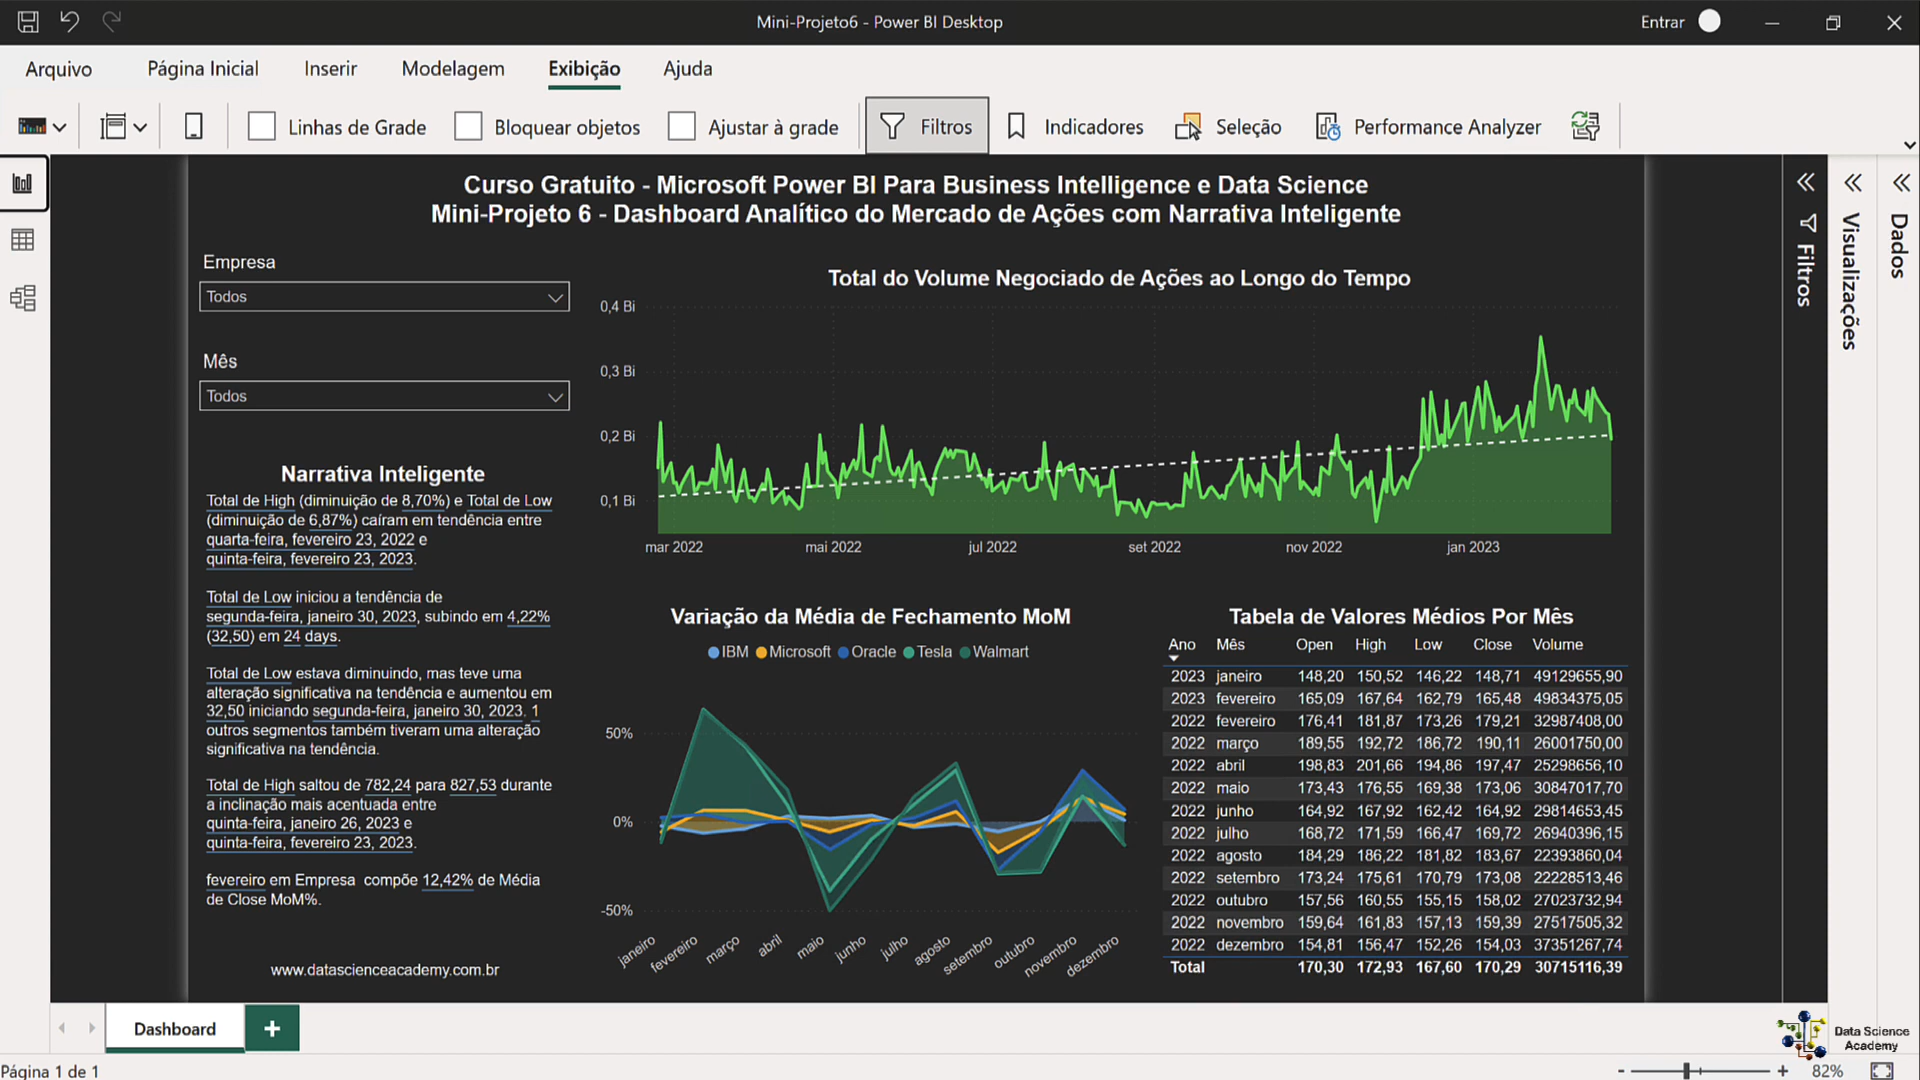 Mini-Projeto6 - Power BI Desktop
Entrar
Arquivo
Página Inicial
Inserir
Modelagem
Exibição
Ajuda
Linhas de Grade
Bloquear objetos
Ajustar à grade
Filtros
Indicadores
Seleção
Performance Analyzer
Curso Gratuito - Microsoft Power BI Para Business Intelligence e Data Science
Mini-Projeto 6 - Dashboard Analítico do Mercado de Ações com Narrativa Inteligente
Empresa
Todos
Mês
Todos
Narrativa Inteligente
Total de High (diminuição de 8,70%) e Total de Low
(diminuição de 6,87%) caíram em tendência entre
quarta-feira, fevereiro 23, 2022 e
quinta-feira, fevereiro 23, 2023.
Total de Low iniciou a tendência de
segunda-feira, janeiro 30, 2023, subindo em 4,22%
(32,50) em 24 days.
Total de Low estava diminuindo, mas teve uma
alteração significativa na tendência e aumentou em
32,50 iniciando segunda-feira, janeiro 30, 2023. 1
outros segmentos também tiveram uma alteração
significativa na tendência.
Total de High saltou de 782,24 para 827,53 durante
a inclinação mais acentuada entre
quinta-feira, janeiro 26, 2023 e
quinta-feira, fevereiro 23, 2023.
fevereiro em Empresa compõe 12,42% de Média
de Close MoM%.
www.datascienceacademy.com.br
Total do Volume Negociado de Ações ao Longo do Tempo
0,4 Bi
0,3 Bi
0,2 Bi
0,1 Bi
mar 2022
mai 2022
jul 2022
set 2022
nov 2022
jan 2023
Variação da Média de Fechamento MoM
IBM Microsoft Oracle Tesla Walmart
50%
0%
-50%
janeiro
fevereiro
março
abril
maio
junho
julho
agosto
setembro
outubro
novembro
dezembro
Tabela de Valores Médios Por Mês
Ano Mês Open High Low Close Volume
2023 janeiro 148,20 150,52 146,22 148,71 49129655,90
2023 fevereiro 165,09 167,64 162,79 165,48 49834375,05
2022 fevereiro 176,41 181,87 173,26 179,21 32987408,00
2022 março 189,55 192,72 186,72 190,11 26001750,00
2022 abril 198,83 201,66 194,86 197,47 25298656,10
2022 maio 173,43 176,55 169,38 173,06 30847017,70
2022 junho 164,92 167,92 162,42 164,92 29814653,45
2022 julho 168,72 171,59 166,47 169,72 26940396,15
2022 agosto 184,29 186,22 181,82 183,67 22393860,04
2022 setembro 173,24 175,61 170,79 173,08 22228513,46
2022 outubro 157,56 160,55 155,15 158,02 27023732,94
2022 novembro 159,64 161,83 157,13 159,39 27517505,32
2022 dezembro 154,81 156,47 152,26 154,03 37351267,74
Total 170,30 172,93 167,60 170,29 30715116,39
Filtros
Visualizações
Dados
Dashboard
Data Science
Academy
Página 1 de 1
82%